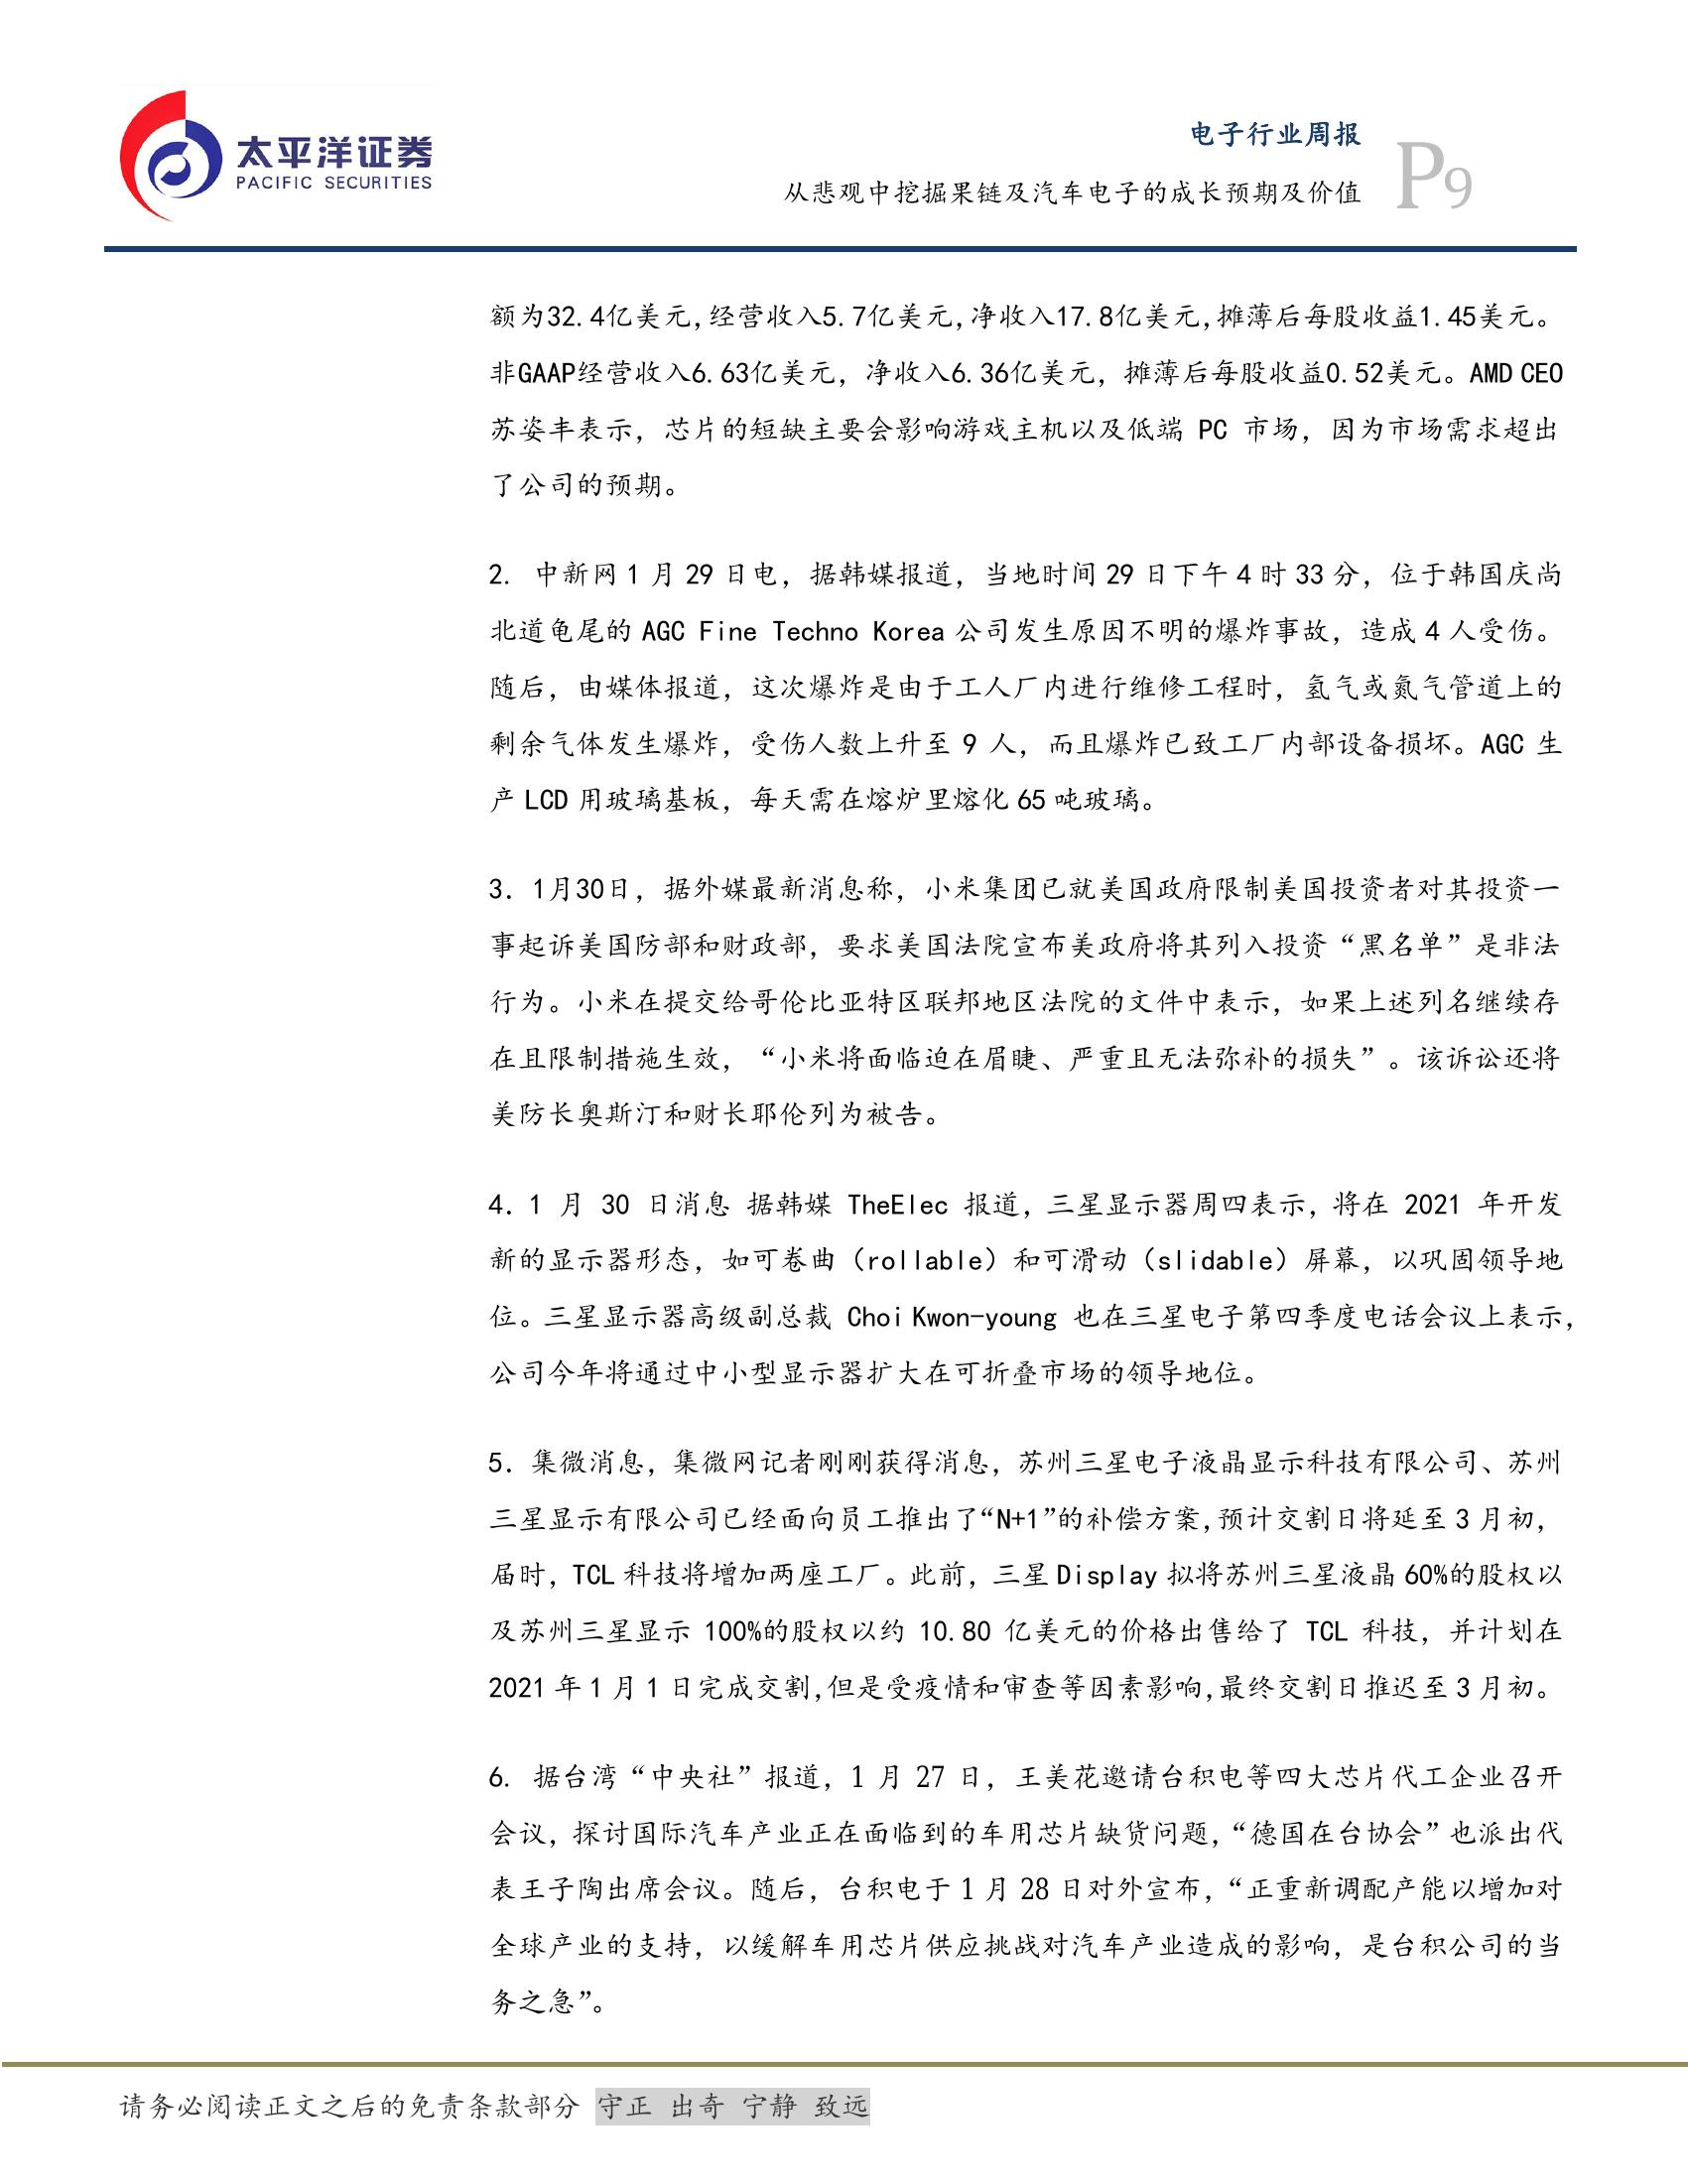 太平洋证券
PACIFIC SECURITIES
电子行业周报
从悲观中挖掘果链及汽车电子的成长预期及价值
P9
额为32.4亿美元,经营收入5.7亿美元,净收入17.8亿美元,摊薄后每股收益1.45美元。
非GAAP经营收入6.63亿美元，净收入6.36亿美元，摊薄后每股收益0.52美元。AMD CEO
苏姿丰表示，芯片的短缺主要会影响游戏主机以及低端 PC 市场，因为市场需求超出
了公司的预期。
2. 中新网 1 月 29 日电，据韩媒报道，当地时间 29 日下午 4 时 33 分，位于韩国庆尚
北道龟尾的 AGC Fine Techno Korea 公司发生原因不明的爆炸事故，造成 4 人受伤。
随后，由媒体报道，这次爆炸是由于工人厂内进行维修工程时，氢气或氮气管道上的
剩余气体发生爆炸，受伤人数上升至 9 人，而且爆炸已致工厂内部设备损坏。AGC 生
产 LCD 用玻璃基板，每天需在熔炉里熔化 65 吨玻璃。
3. 1月30日，据外媒最新消息称，小米集团已就美国政府限制美国投资者对其投资一
事起诉美国防部和财政部，要求美国法院宣布美政府将其列入投资“黑名单”是非法
行为。小米在提交给哥伦比亚特区联邦地区法院的文件中表示，如果上述列名继续存
在且限制措施生效，“小米将面临迫在眉睫、严重且无法弥补的损失”。该诉讼还将
美防长奥斯汀和财长耶伦列为被告。
4. 1 月 30 日消息 据韩媒 TheElec 报道，三星显示器周四表示，将在 2021 年开发
新的显示器形态，如可卷曲（rollable）和可滑动（slidable）屏幕，以巩固领导地
位。三星显示器高级副总裁 Choi Kwon-young 也在三星电子第四季度电话会议上表示，
公司今年将通过中小型显示器扩大在可折叠市场的领导地位。
5. 集微消息，集微网记者刚刚获得消息，苏州三星电子液晶显示科技有限公司、苏州
三星显示有限公司已经面向员工推出了“N+1”的补偿方案,预计交割日将延至 3 月初，
届时，TCL 科技将增加两座工厂。此前，三星 Display 拟将苏州三星液晶 60%的股权以
及苏州三星显示 100%的股权以约 10.80 亿美元的价格出售给了 TCL 科技，并计划在
2021 年 1 月 1 日完成交割,但是受疫情和审查等因素影响,最终交割日推迟至 3 月初。
6. 据台湾“中央社”报道，1 月 27 日，王美花邀请台积电等四大芯片代工企业召开
会议，探讨国际汽车产业正在面临到的车用芯片缺货问题，“德国在台协会”也派出代
表王子陶出席会议。随后，台积电于 1 月 28 日对外宣布，“正重新调配产能以增加对
全球产业的支持，以缓解车用芯片供应挑战对汽车产业造成的影响，是台积公司的当
务之急”。
请务必阅读正文之后的免责条款部分 守正 出奇 宁静 致远